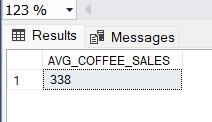 123 %
Results Messages
AVG_COFFEE_SALES
1 338